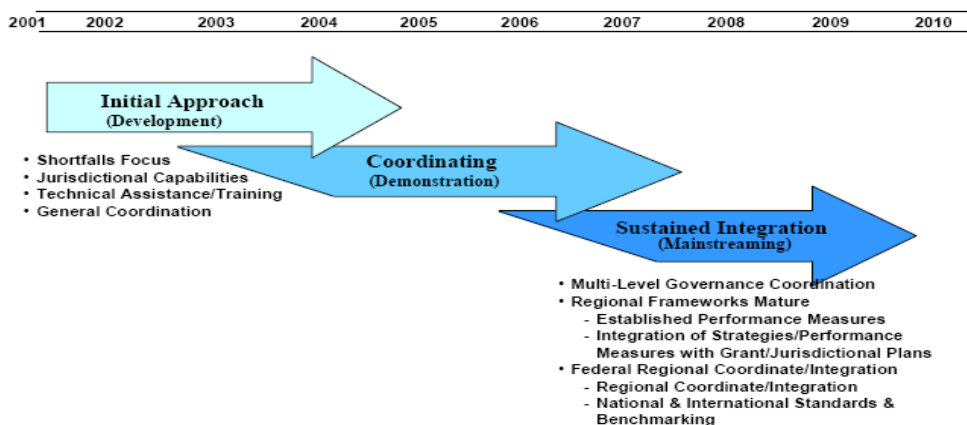 2001 2002 2003 2004 2005 2006 2007 2008 2009 2010
Initial Approach
(Development)
• Shortfalls Focus
• Jurisdictional Capabilities
• Technical Assistance/Training
• General Coordination
Coordinating
(Demonstration)
Sustained Integration
(Mainstreaming)
• Multi-Level Governance Coordination
• Regional Frameworks Mature
- Established Performance Measures
- Integration of Strategies/Performance
Measures with Grant/Jurisdictional Plans
• Federal Regional Coordinate/Integration
- Regional Coordinate/Integration
- National & International Standards &
Benchmarking